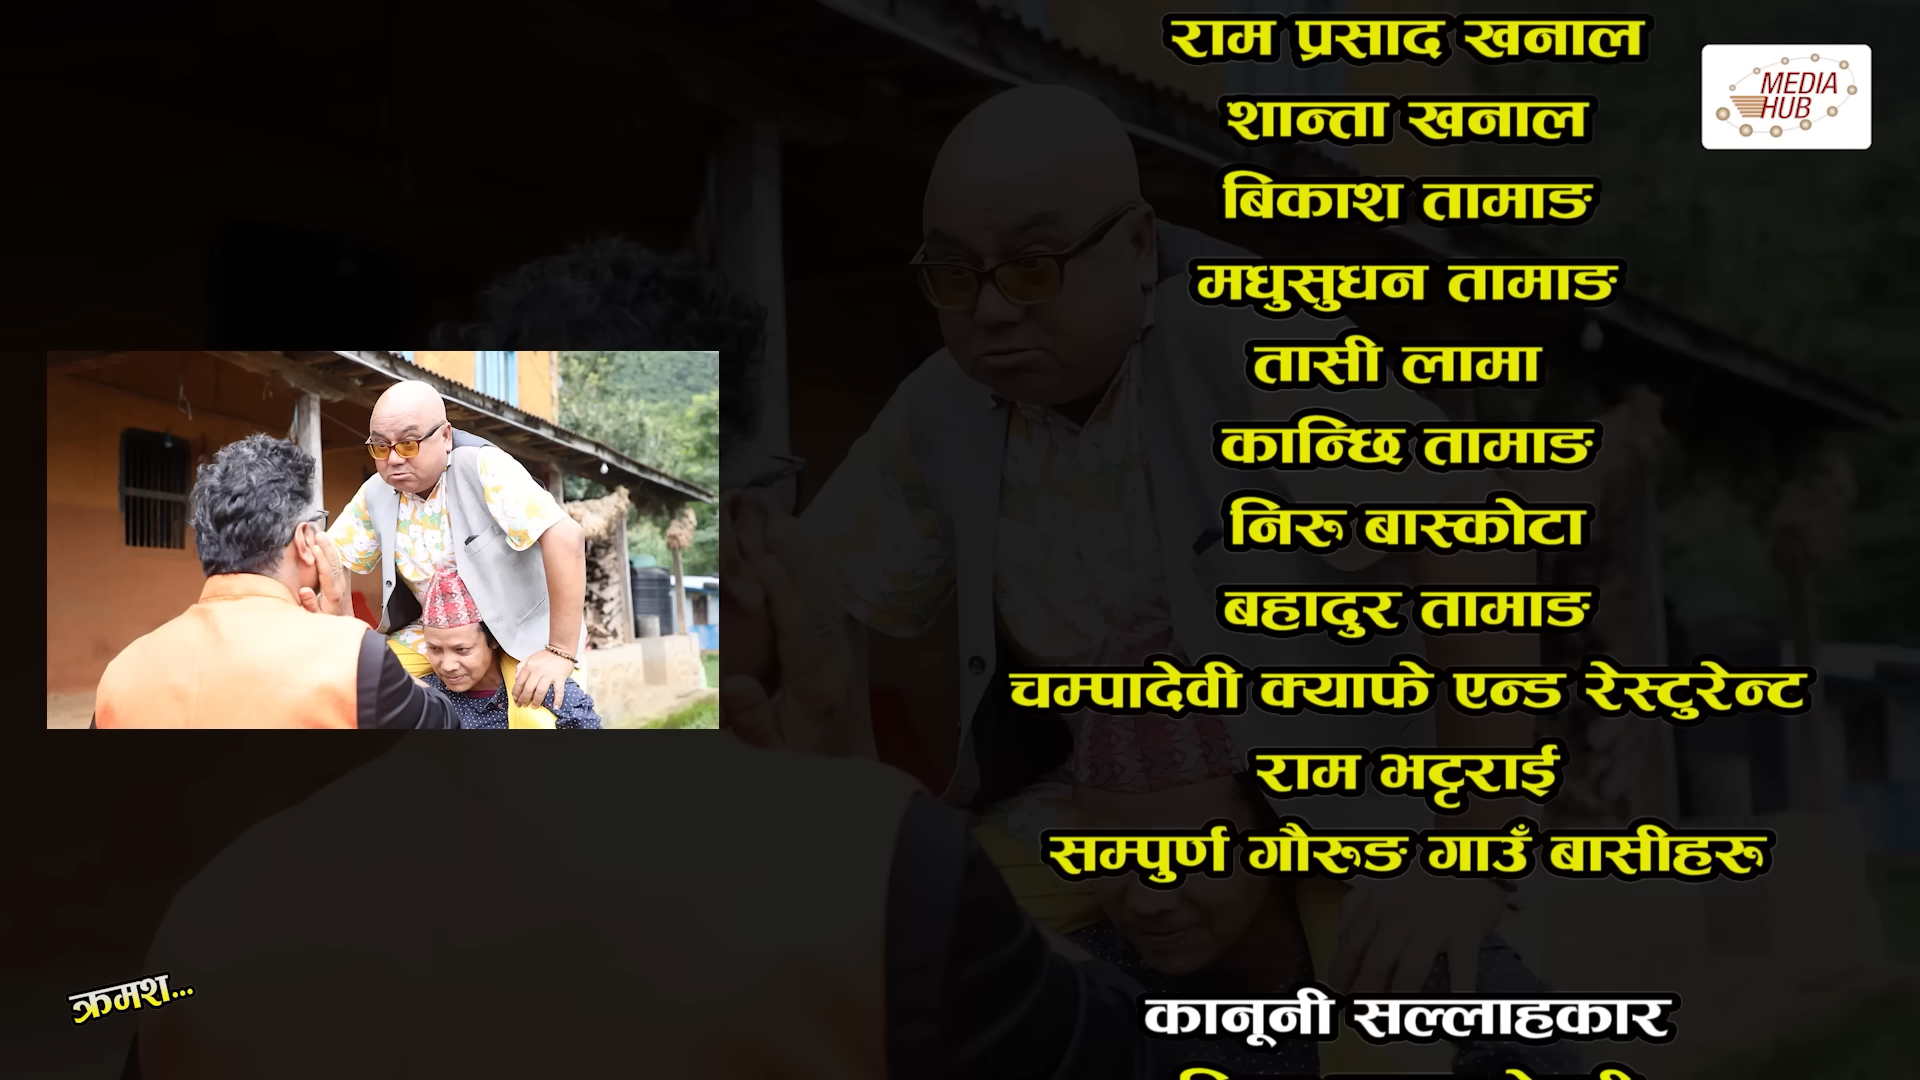 राम प्रसाद खनाल
MEDIA
HUB
शान्ता खनाल
बिकाश तामाङ
मधुसुधन तामाङ
तासी लामा
कान्छि तामाङ
निरु बास्कोटा
बहादुर तामाङ
चम्पादेवी क्याफे एन्ड रेस्टुरेन्ट
राम भट्टराई
सम्पुर्ण गौरुङ गाउँ बासीहरू
क्रमश...
कानूनी सल्लाहकार